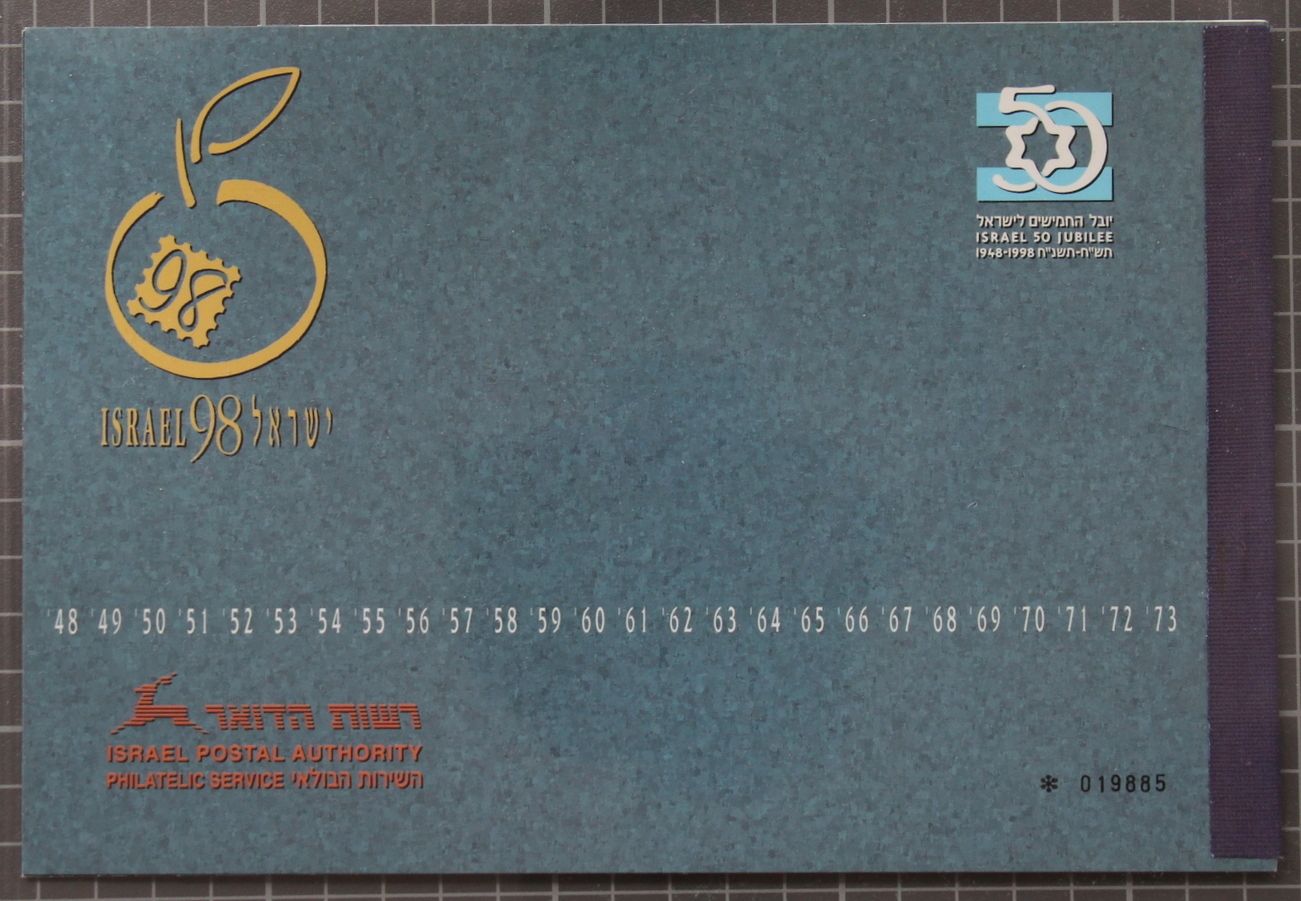 98
ISRAEL 98 ישראל
50
יובל החמישים לישראל
ISRAEL 50 JUBILEE
תש"ח-תשנ"ח 1948-1998
'48 '49 '50 '51 '52 '53 '54 '55 '56 '57 '58 '59 '60 '61 '62 '63 '64 '65 '66 '67 '68 '69 '70 '71 '72 '73
רשות הדואר
ISRAEL POSTAL AUTHORITY
PHILATELIC SERVICE השירות הבולאי
* 019885